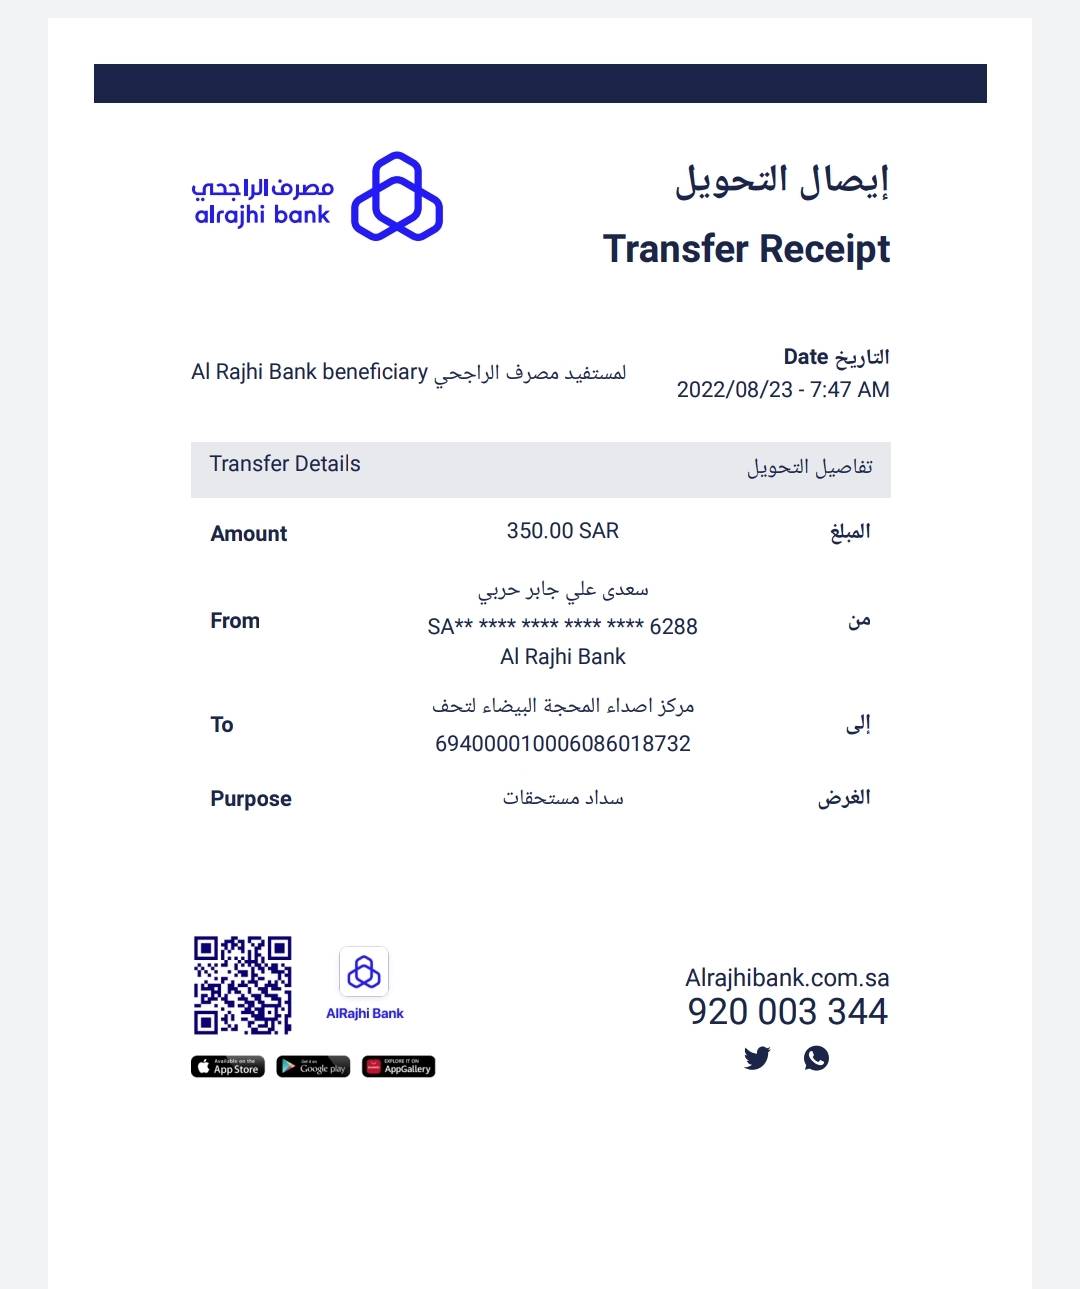 مصرف الراجحي
alrajhi bank
إيصال التحويل
Transfer Receipt
Al Rajhi Bank beneficiary لمستفيد مصرف الراجحي
Date التاريخ
2022/08/23 - 7:47 AM
Transfer Details تفاصيل التحويل
Amount 350.00 SAR المبلغ
سعدى علي جابر حربي
From SA** **** **** **** **** 6288 من
Al Rajhi Bank
مركز اصداء المحجة البيضاء لتحف
To 694000010006086018732 إلى
Purpose سداد مستحقات الغرض
AlRajhi Bank
Available on the
App Store
Get it on
Google play
EXPLORE IT ON
AppGallery
Alrajhibank.com.sa
920 003 344